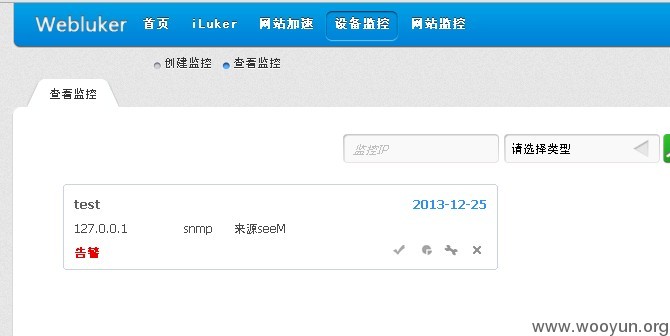 Webluker 首页 iLuker 网站加速 设备监控 网站监控
创建监控 查看监控
查看监控
监控IP 请选择类型
test 2013-12-25
127.0.0.1 snmp 来源seeM
告警
www.wooyun.org